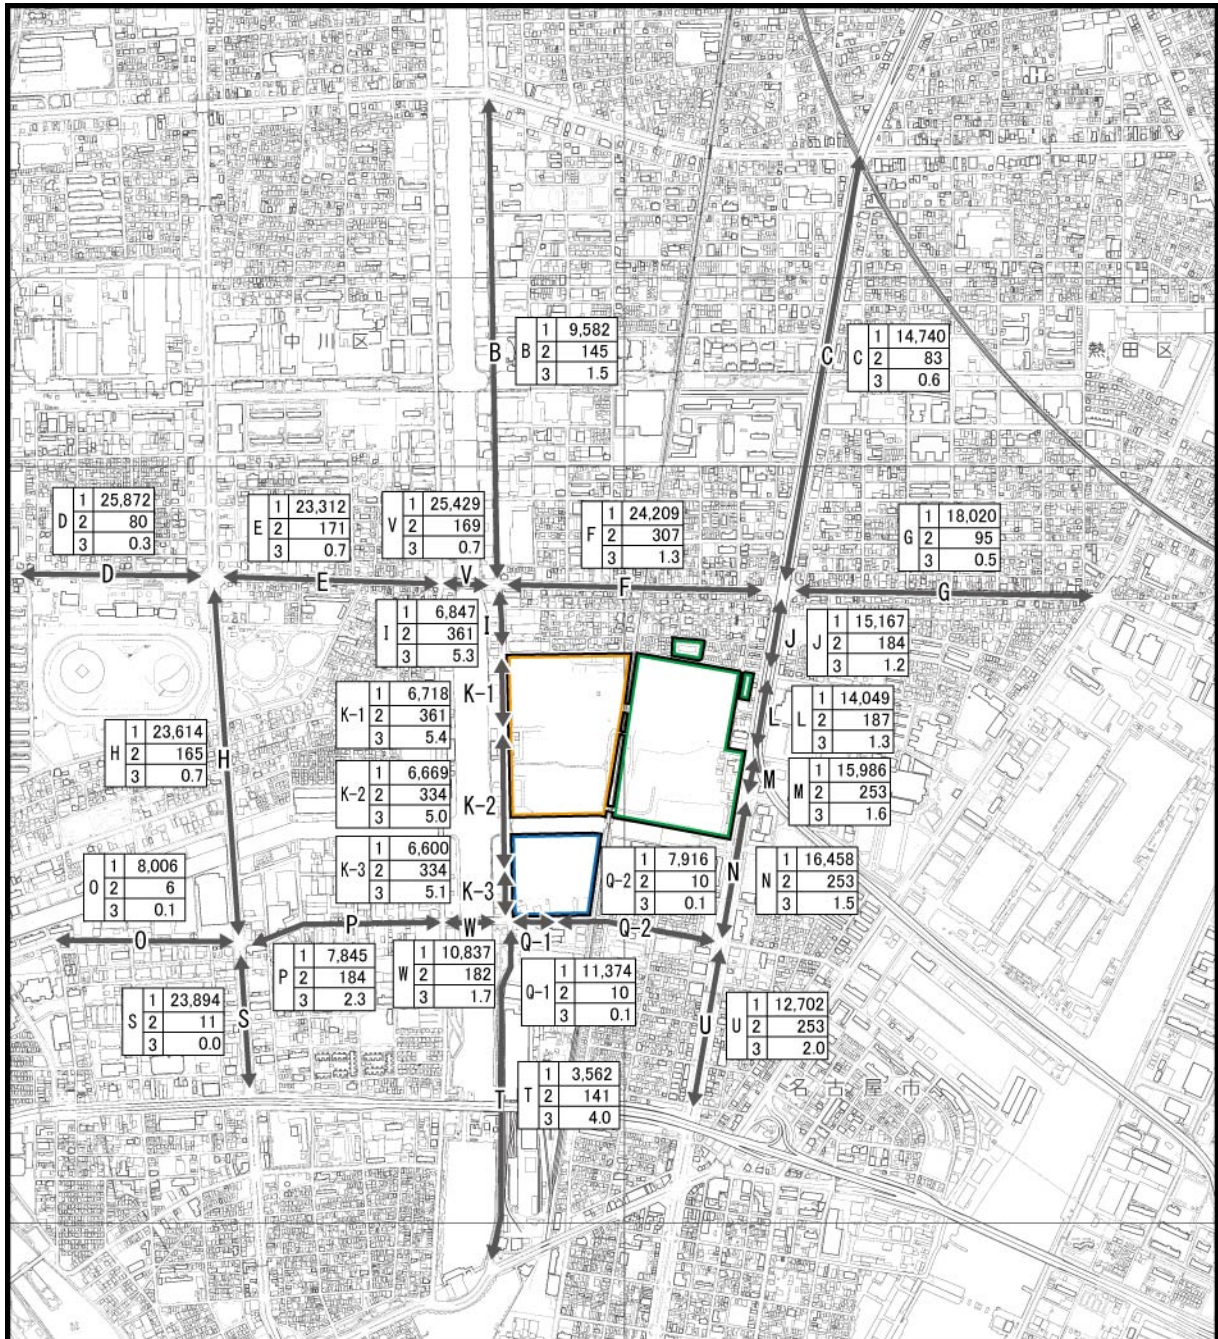 B
1 9,582
2 145
3 1.5
C
1 14,740
2 83
3 0.6
中川区
熱田区
B
C
D
1 25,872
2 80
3 0.3
E
1 23,312
2 171
3 0.7
V
1 25,429
2 169
3 0.7
F
1 24,209
2 307
3 1.3
G
1 18,020
2 95
3 0.5
D
E
V
F
G
I
1 6,847
2 361
3 5.3
I
J
J
1 15,167
2 184
3 1.2
K-1
1 6,718
2 361
3 5.4
K-1
L
L
1 14,049
2 187
3 1.3
H
1 23,614
2 165
3 0.7
H
K-2
1 6,669
2 334
3 5.0
K-2
M
M
1 15,986
2 253
3 1.6
K-3
1 6,600
2 334
3 5.1
K-3
Q-2
1 7,916
2 10
3 0.1
N
N
1 16,458
2 253
3 1.5
O
1 8,006
2 6
3 0.1
O
P
W
Q-1
Q-2
P
1 7,845
2 184
3 2.3
W
1 10,837
2 182
3 1.7
Q-1
1 11,374
2 10
3 0.1
S
1 23,894
2 11
3 0.0
S
U
U
1 12,702
2 253
3 2.0
T
T
1 3,562
2 141
3 4.0
名古屋市